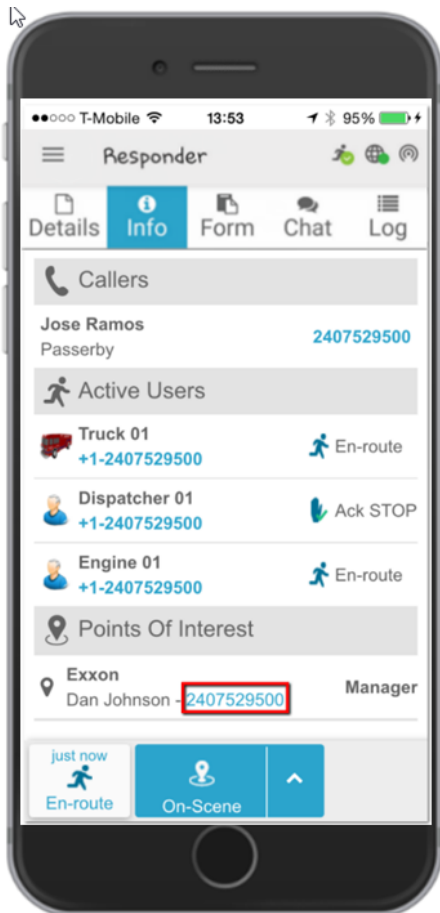 T-Mobile 13:53 95%
Responder
Details Info Form Chat Log
Callers
Jose Ramos
Passerby
2407529500
Active Users
Truck 01
+1-2407529500
En-route
Dispatcher 01
+1-2407529500
Ack STOP
Engine 01
+1-2407529500
En-route
Points Of Interest
Exxon
Dan Johnson - 2407529500
Manager
just now
En-route
On-Scene